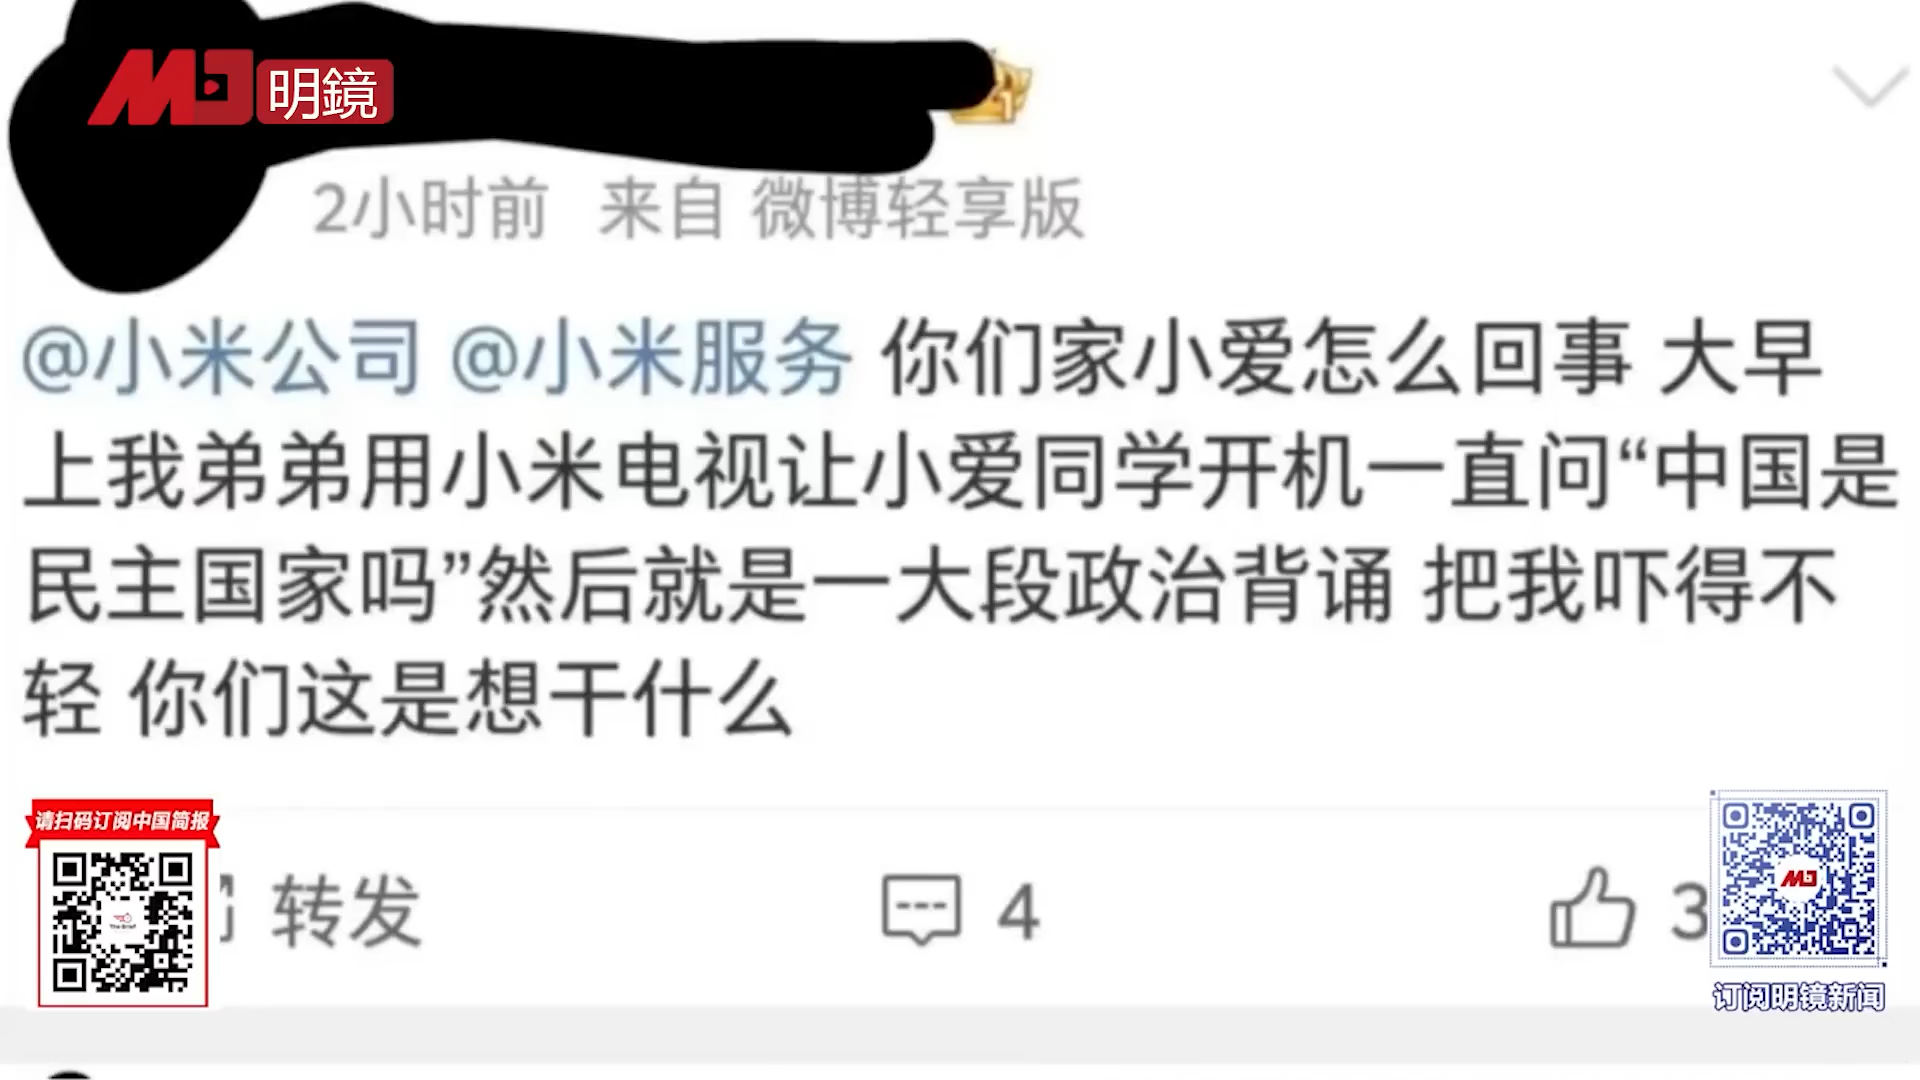 明鏡
2小时前 来自 微博轻享版
@小米公司 @小米服务 你们家小爱怎么回事 大早
上我弟弟用小米电视让小爱同学开机一直问“中国是
民主国家吗”然后就是一大段政治背诵 把我吓得不
轻 你们这是想干什么
请扫码订阅中国简报
转发 4 3
订阅明镜新闻